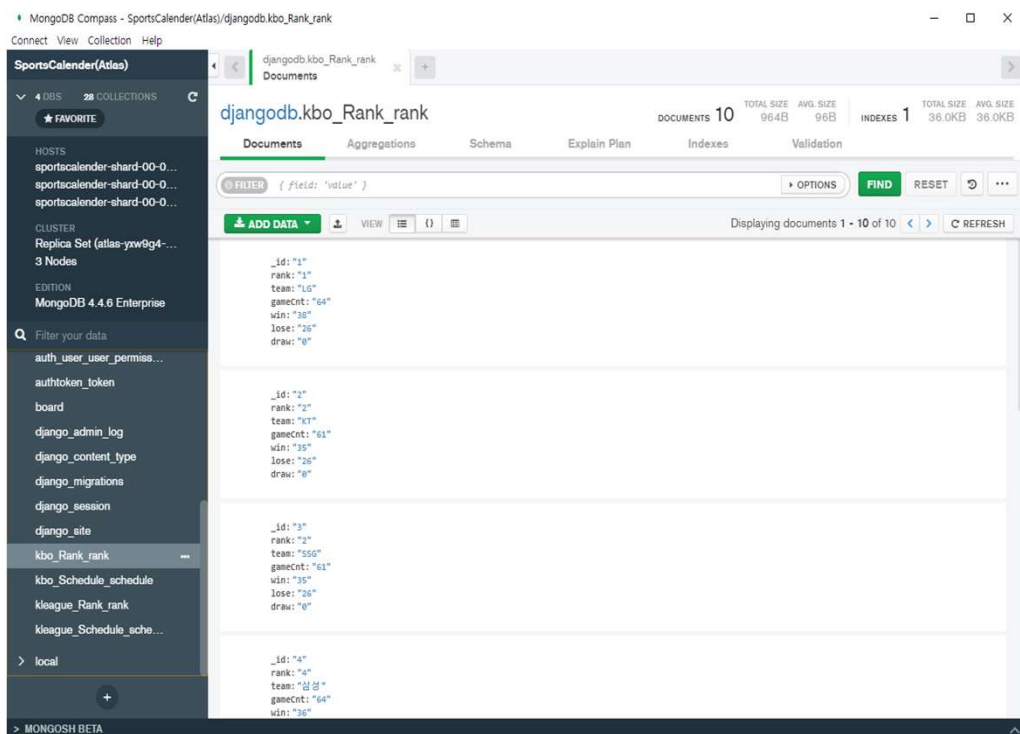 MongoDB Compass - SportsCalender(Atlas)/djangodb.kbo_Rank_rank
Connect View Collection Help
SportsCalender(Atlas)
4 DBS 28 COLLECTIONS
★ FAVORITE
HOSTS
sportscalender-shard-00-0...
sportscalender-shard-00-0...
sportscalender-shard-00-0...
CLUSTER
Replica Set (atlas-yxw9g4-...
3 Nodes
EDITION
MongoDB 4.4.6 Enterprise
Filter your data
auth_user_user_permiss...
authtoken_token
board
django_admin_log
django_content_type
django_migrations
django_session
django_site
kbo_Rank_rank
kbo_Schedule_schedule
kleague_Rank_rank
kleague_Schedule_sche...
local
> MONGOSH BETA
djangodb.kbo_Rank_rank
Documents
djangodb.kbo_Rank_rank
DOCUMENTS 10 TOTAL SIZE 964B AVG. SIZE 96B INDEXES 1 TOTAL SIZE 36.0KB AVG. SIZE 36.0KB
Documents Aggregations Schema Explain Plan Indexes Validation
FILTER { field: 'value' } OPTIONS FIND RESET ...
ADD DATA VIEW {} Displaying documents 1 - 10 of 10 < > REFRESH
_id: "1"
rank: "1"
team: "LG"
gameCnt: "64"
win: "38"
lose: "26"
draw: "0"
_id: "2"
rank: "2"
team: "KT"
gameCnt: "61"
win: "35"
lose: "26"
draw: "0"
_id: "3"
rank: "2"
team: "SSG"
gameCnt: "61"
win: "35"
lose: "26"
draw: "0"
_id: "4"
rank: "4"
team: "삼성"
gameCnt: "64"
win: "36"